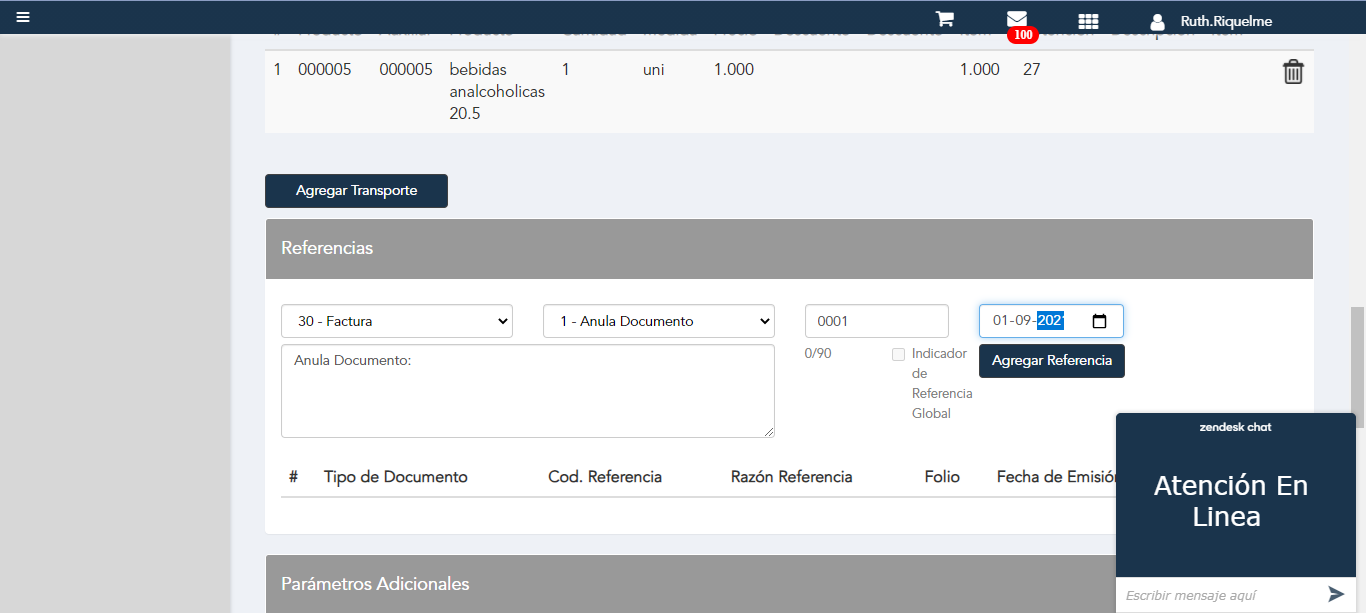 Ruth.Riquelme
100
1 000005 000005 bebidas 1 uni 1.000 1.000 27
analcoholicas
20.5
Agregar Transporte
Referencias
30 - Factura 1 - Anula Documento 0001 01-09-2021
Anula Documento: 0/90 Indicador Agregar Referencia
de
Referencia
Global
zendesk chat
# Tipo de Documento Cod. Referencia Razón Referencia Folio Fecha de Emisión
Atención En
Linea
Parámetros Adicionales
Escribir mensaje aquí